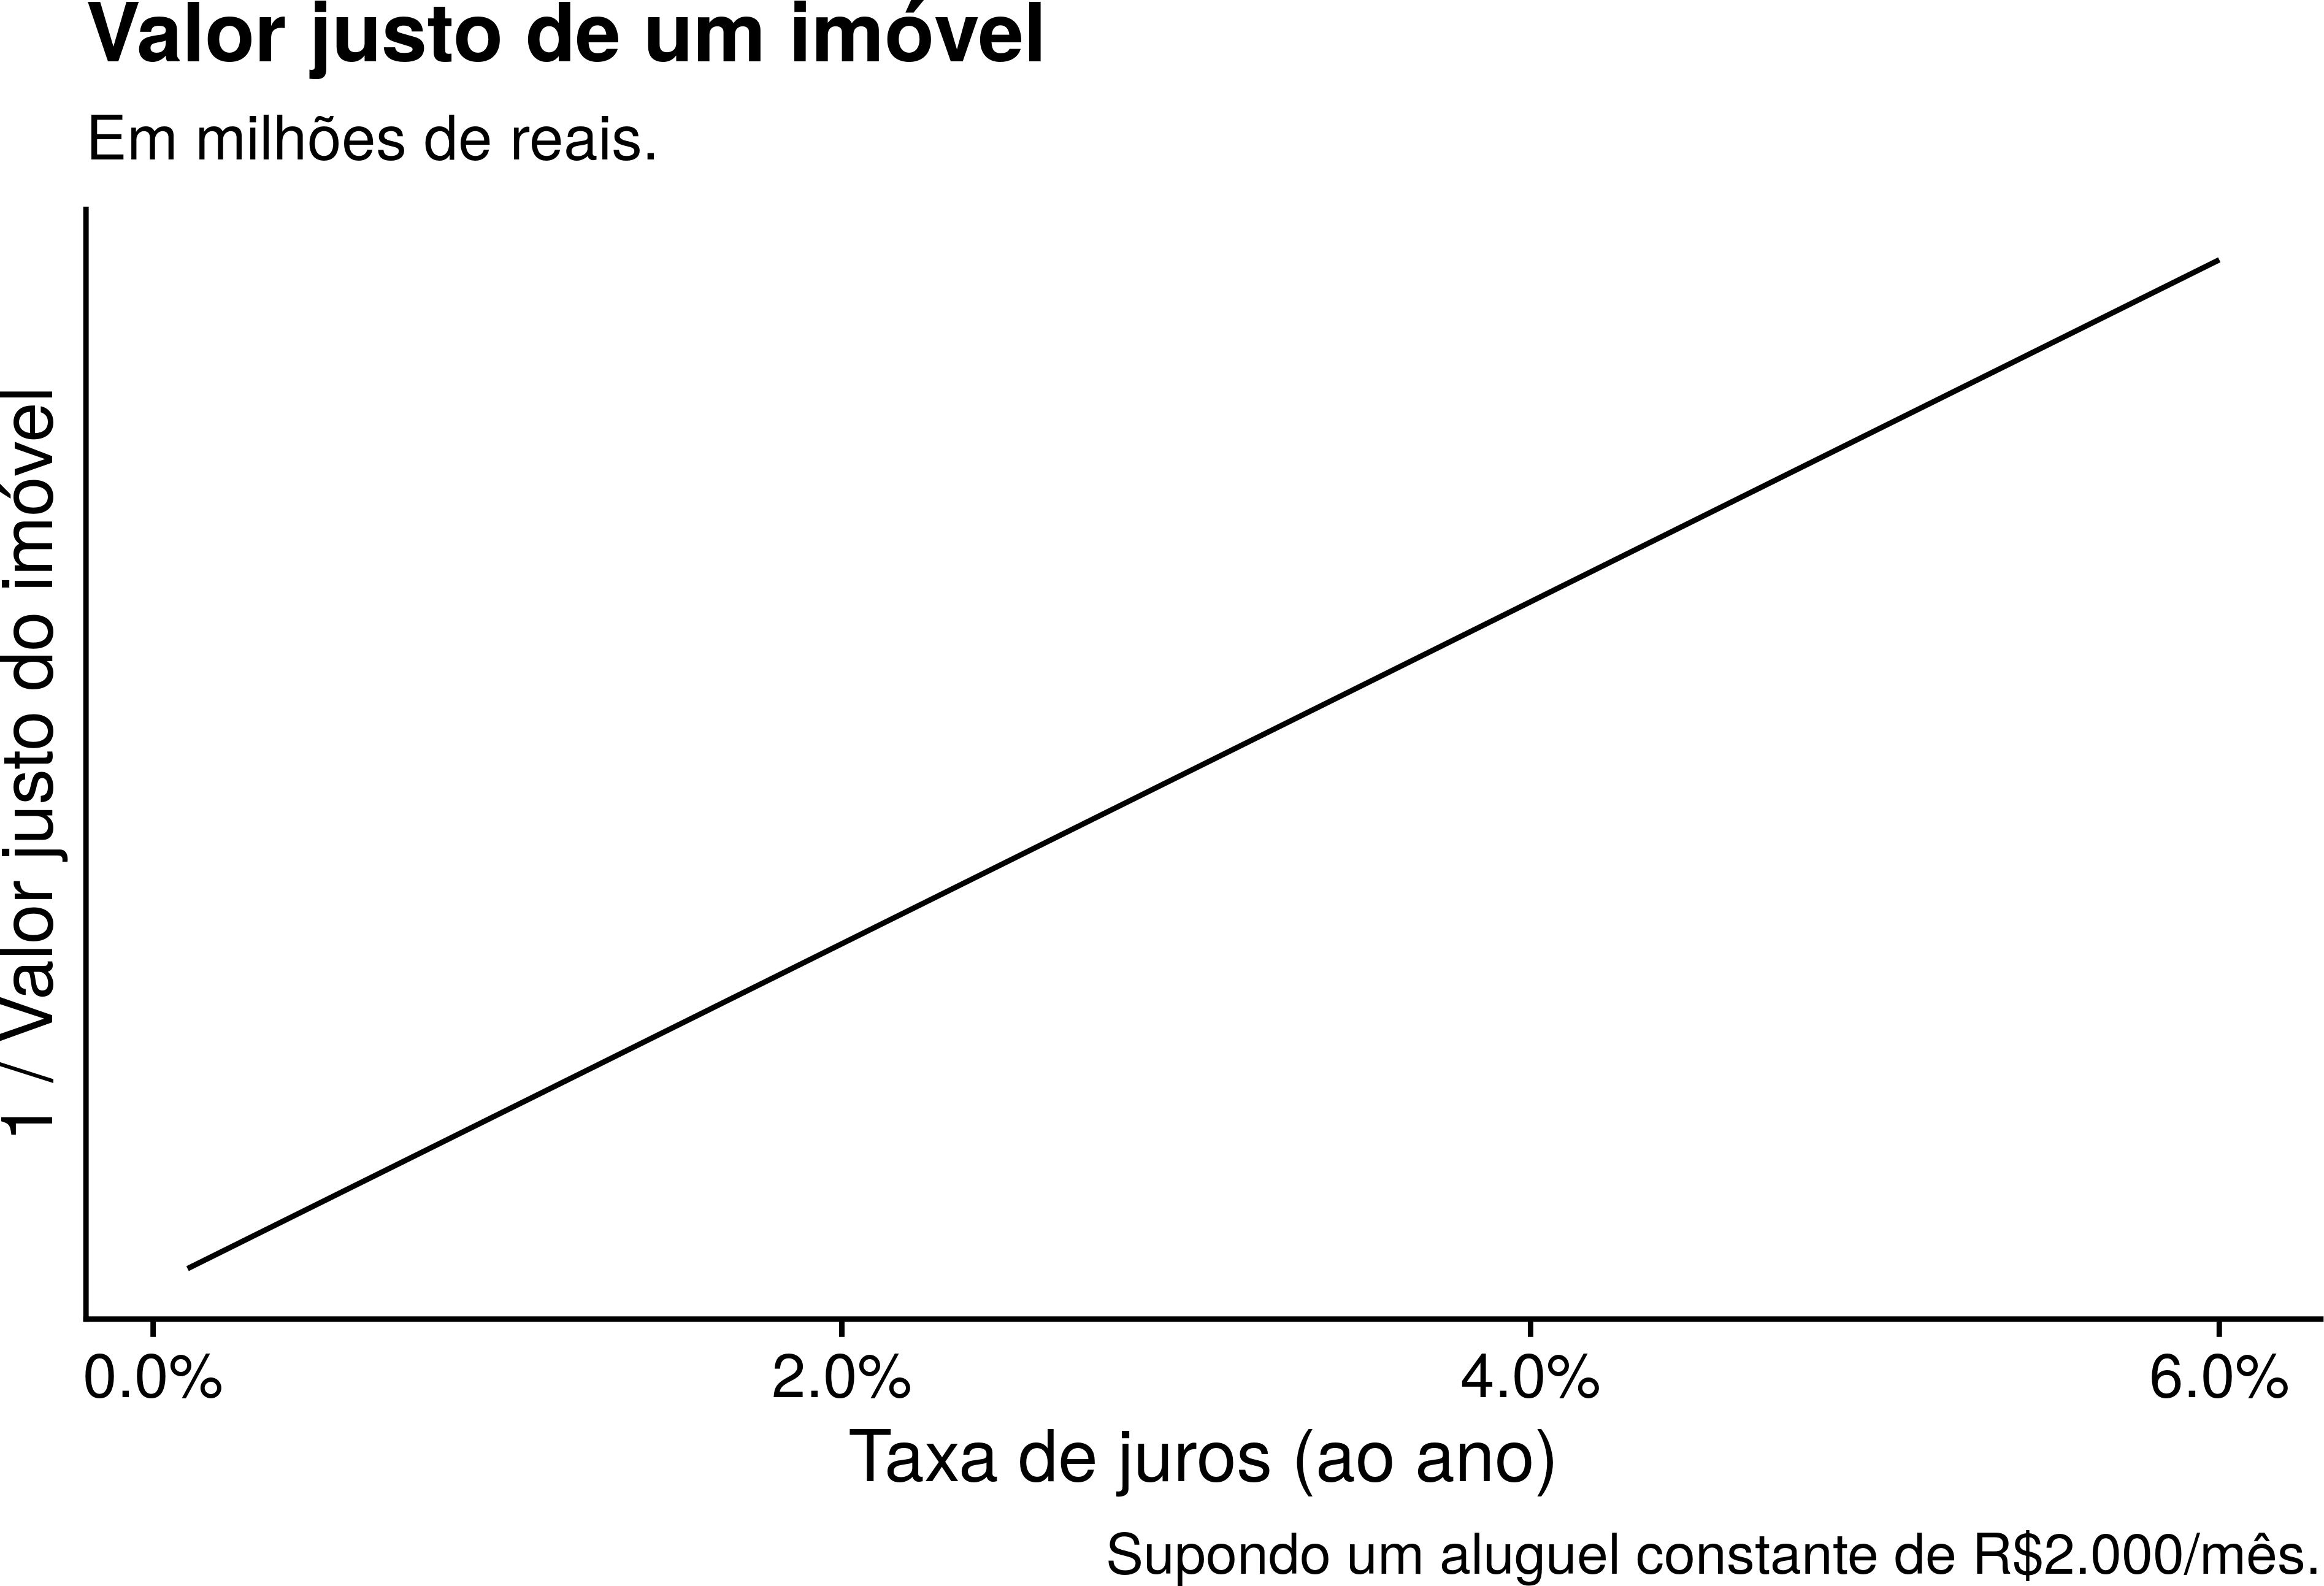 Valor justo de um imóvel
Em milhões de reais.
1 / Valor justo do imóvel
0.0%
2.0%
4.0%
6.0%
Taxa de juros (ao ano)
Supondo um aluguel constante de R$2.000/mês.